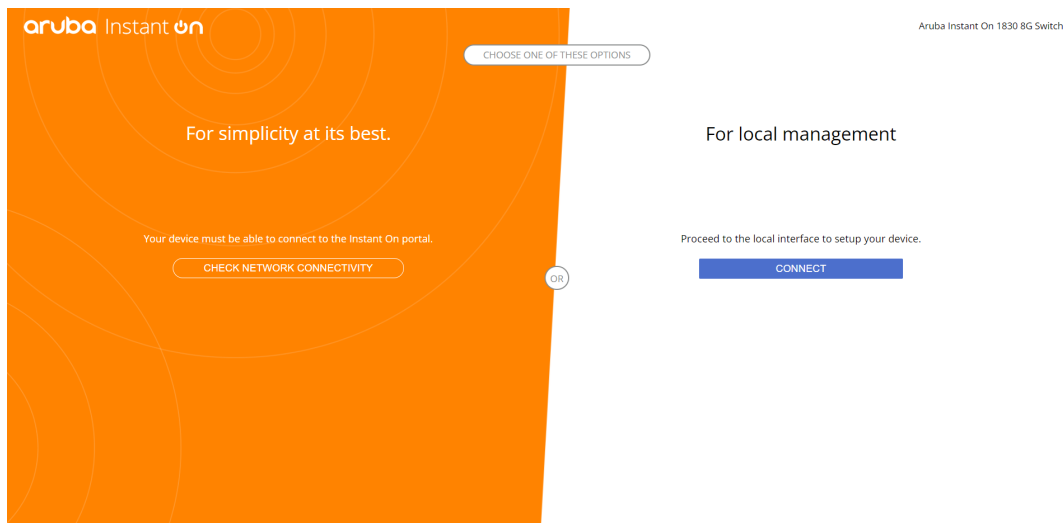 aruba Instant on
Aruba Instant On 1830 8G Switch
CHOOSE ONE OF THESE OPTIONS
For simplicity at its best.
Your device must be able to connect to the Instant On portal.
CHECK NETWORK CONNECTIVITY
OR
For local management
Proceed to the local interface to setup your device.
CONNECT